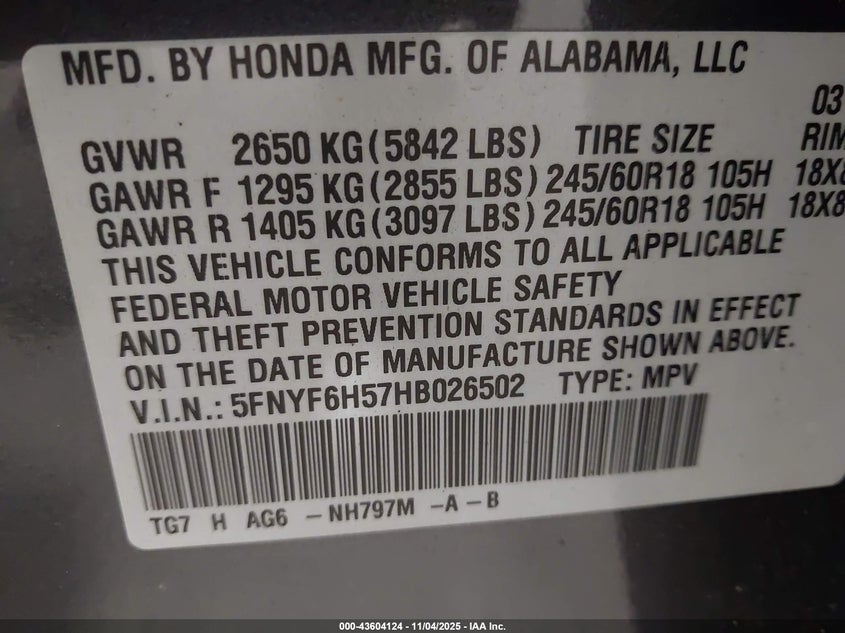 MFD. BY HONDA MFG. OF ALABAMA, LLC
03
GVWR 2650 KG (5842 LBS) TIRE SIZE RIM
GAWR F 1295 KG (2855 LBS) 245/60R18 105H 18X8
GAWR R 1405 KG (3097 LBS) 245/60R18 105H 18X8
THIS VEHICLE CONFORMS TO ALL APPLICABLE
FEDERAL MOTOR VEHICLE SAFETY
AND THEFT PREVENTION STANDARDS IN EFFECT
ON THE DATE OF MANUFACTURE SHOWN ABOVE.
V.I.N.: 5FNYF6H57HB026502 TYPE: MPV
TG7 H AG6 -NH797M -A-B
000-43604124 - 11/04/2025 - IAA Inc.